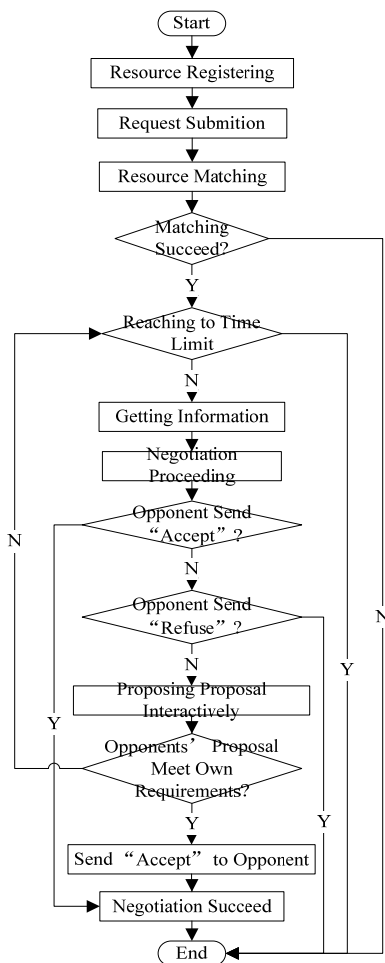 Start
Resource Registering
Request Submition
Resource Matching
Matching
Succeed?
Y
Reaching to Time
Limit
N
Getting Information
Negotiation
Proceeding
Opponent Send
“Accept” ?
N
N
Opponent Send
“Refuse” ?
N
N
Y
Proposing Proposal
Interactively
Y
Opponents’ Proposal
Meet Own
Requirements?
Y
Y
Send “Accept” to Opponent
Negotiation Succeed
End